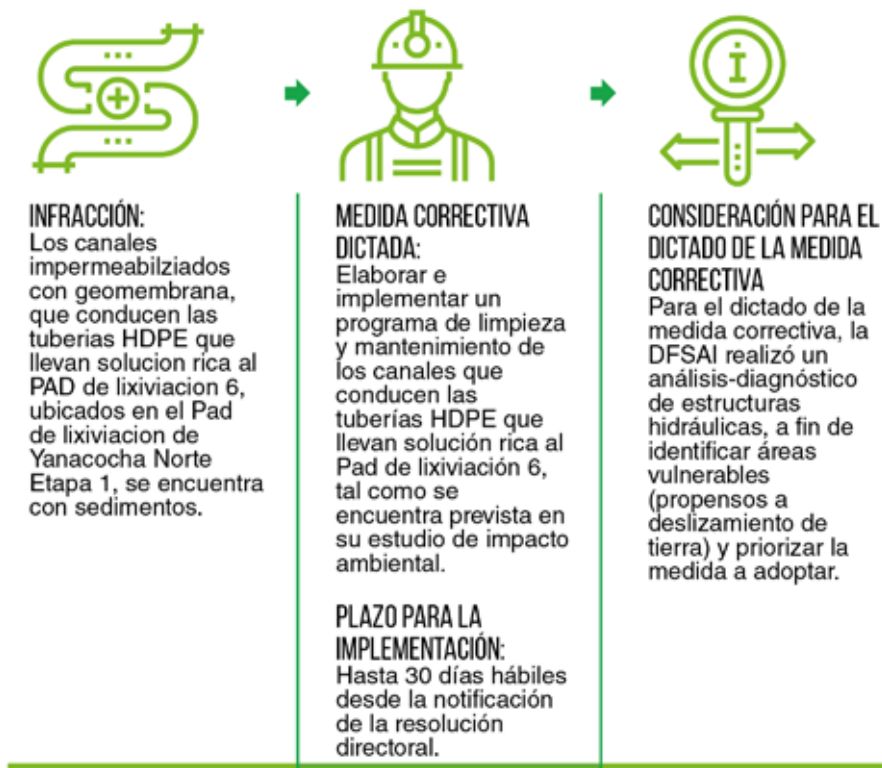 INFRACCIÓN:
Los canales
impermeabilziados
con geomembrana,
que conducen las
tuberias HDPE que
llevan solucion rica al
PAD de lixiviacion 6,
ubicados en el Pad
de lixiviacion de
Yanacocha Norte
Etapa 1, se encuentra
con sedimentos.
MEDIDA CORRECTIVA
DICTADA:
Elaborar e
implementar un
programa de limpieza
y mantenimiento de
los canales que
conducen las
tuberías HDPE que
llevan solución rica al
Pad de lixiviación 6,
tal como se
encuentra prevista en
su estudio de impacto
ambiental.
PLAZO PARA LA
IMPLEMENTACIÓN:
Hasta 30 días hábiles
desde la notificación
de la resolución
directoral.
CONSIDERACIÓN PARA EL
DICTADO DE LA MEDIDA
CORRECTIVA
Para el dictado de la
medida correctiva, la
DFSAI realizó un
análisis-diagnóstico
de estructuras
hidráulicas, a fin de
identificar áreas
vulnerables
(propensos a
deslizamiento de
tierra) y priorizar la
medida a adoptar.